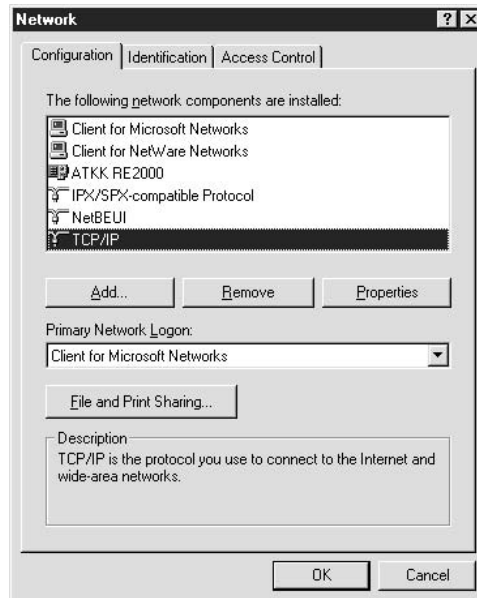 Network
Configuration Identification Access Control
The following network components are installed:
Client for Microsoft Networks
Client for NetWare Networks
ATKK RE2000
IPX/SPX-compatible Protocol
NetBEUI
TCP/IP
Add... Remove Properties
Primary Network Logon:
Client for Microsoft Networks
File and Print Sharing...
Description
TCP/IP is the protocol you use to connect to the Internet and
wide-area networks.
OK Cancel